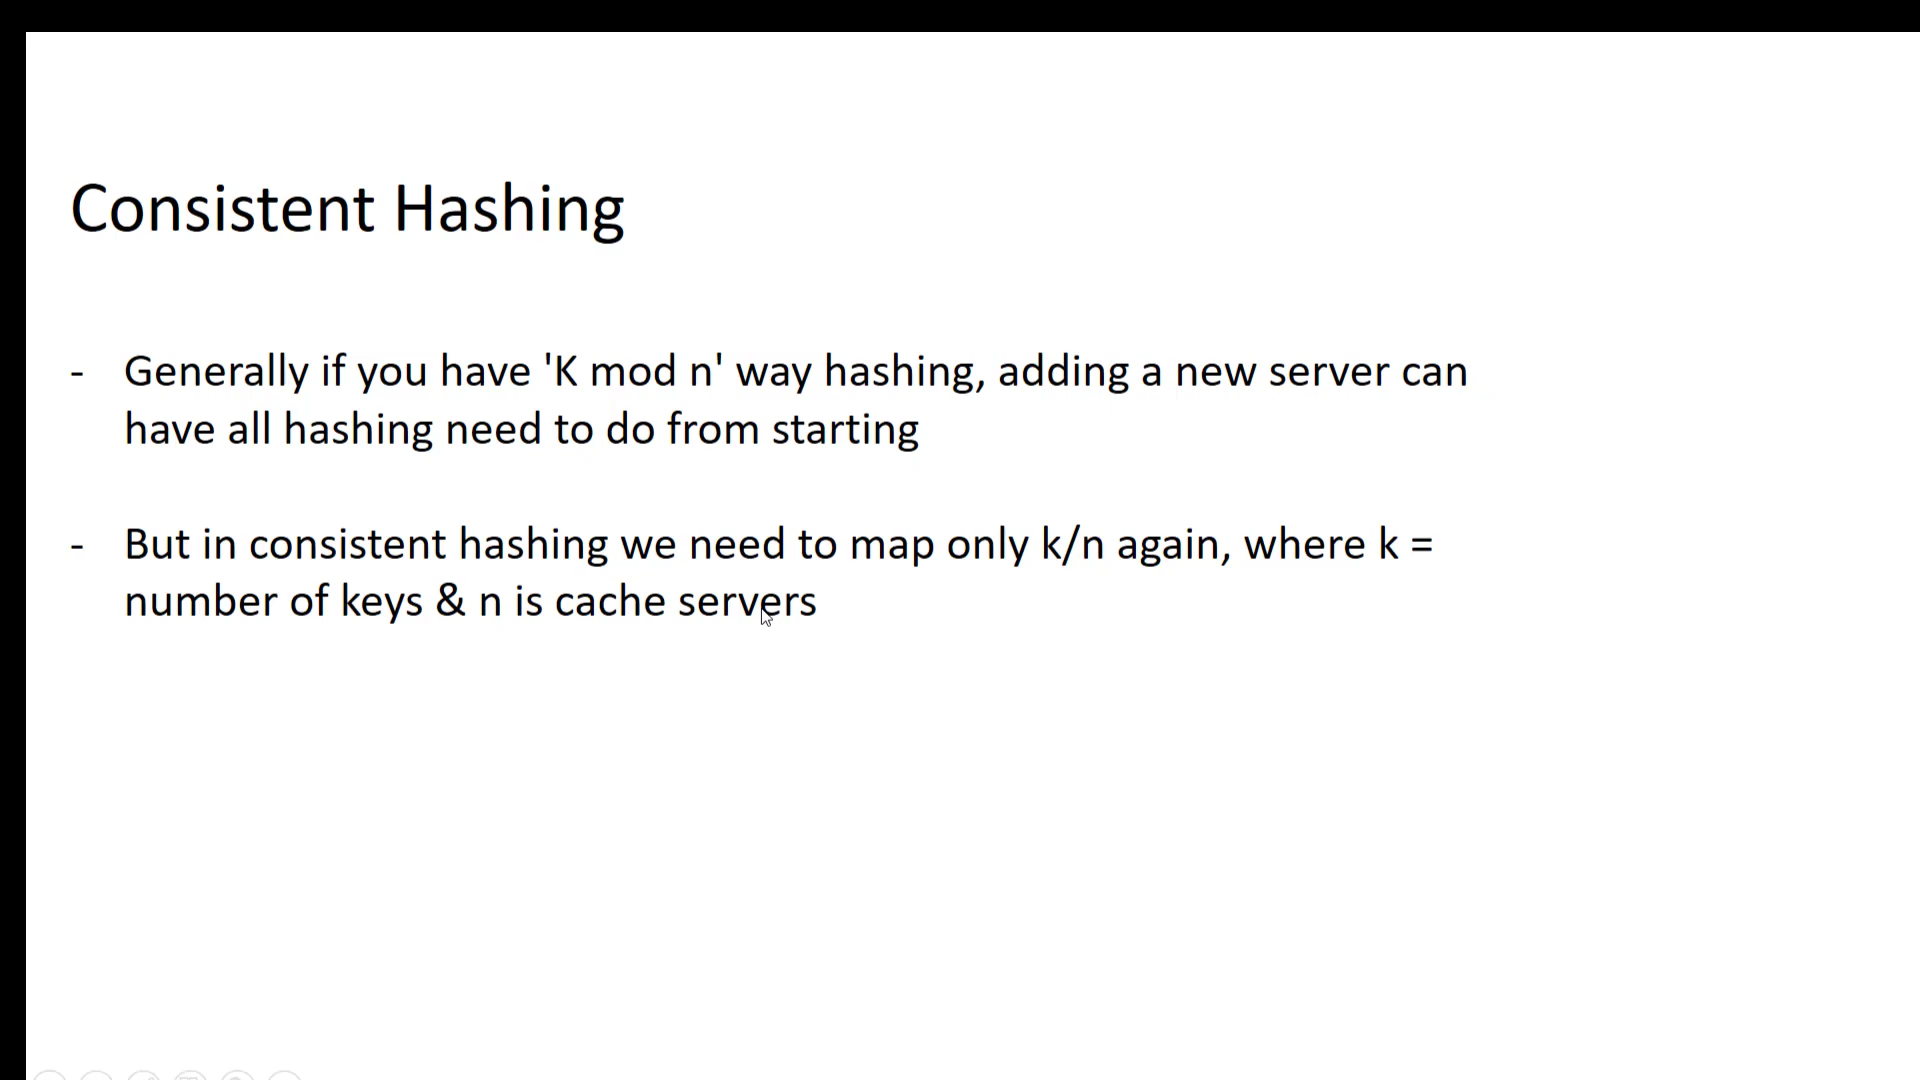 Consistent Hashing
- Generally if you have 'K mod n' way hashing, adding a new server can
have all hashing need to do from starting
- But in consistent hashing we need to map only k/n again, where k =
number of keys & n is cache servers